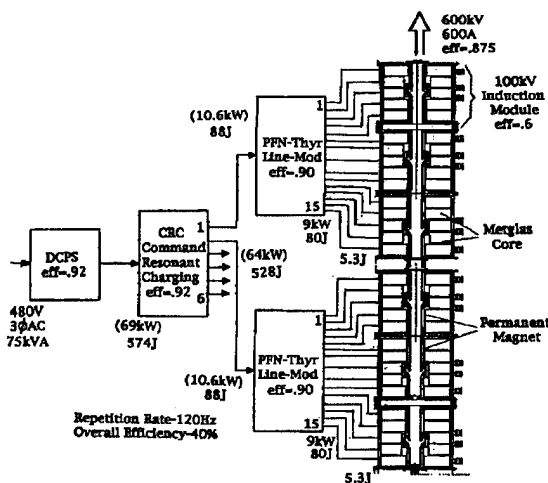 600kV
600A
eff=.875
100kV
Induction
Module
eff=.6
(10.6kW)
88J
1
PFN-Thyr
Line-Mod
eff=.90
15
9kW
80J
5.3J
Metglas
Core
DCPS
eff=.92
480V
3ϕAC
75kVA
CRC
Command
Resonant
Charging
eff=.92
1
6
(64kW)
528J
(69kW)
574J
Permanent
Magnet
(10.6kW)
88J
1
PFN-Thyr
Line-Mod
eff=.90
15
9kW
80J
5.3J
Repetition Rate-120Hz
Overall Efficiency-40%